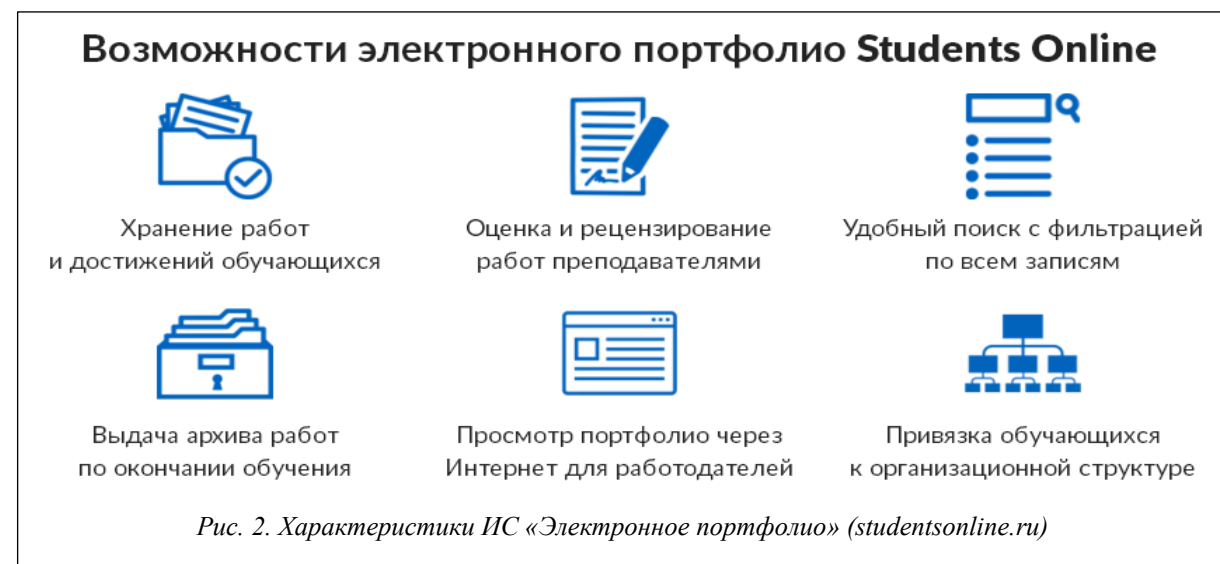 Возможности электронного портфолио Students Online
Хранение работ
и достижений обучающихся
Оценка и рецензирование
работ преподавателями
Удобный поиск с фильтрацией
по всем записям
Выдача архива работ
по окончании обучения
Просмотр портфолио через
Интернет для работодателей
Привязка обучающихся
к организационной структуре
Рис. 2. Характеристики ИС «Электронное портфолио» (studentsonline.ru)